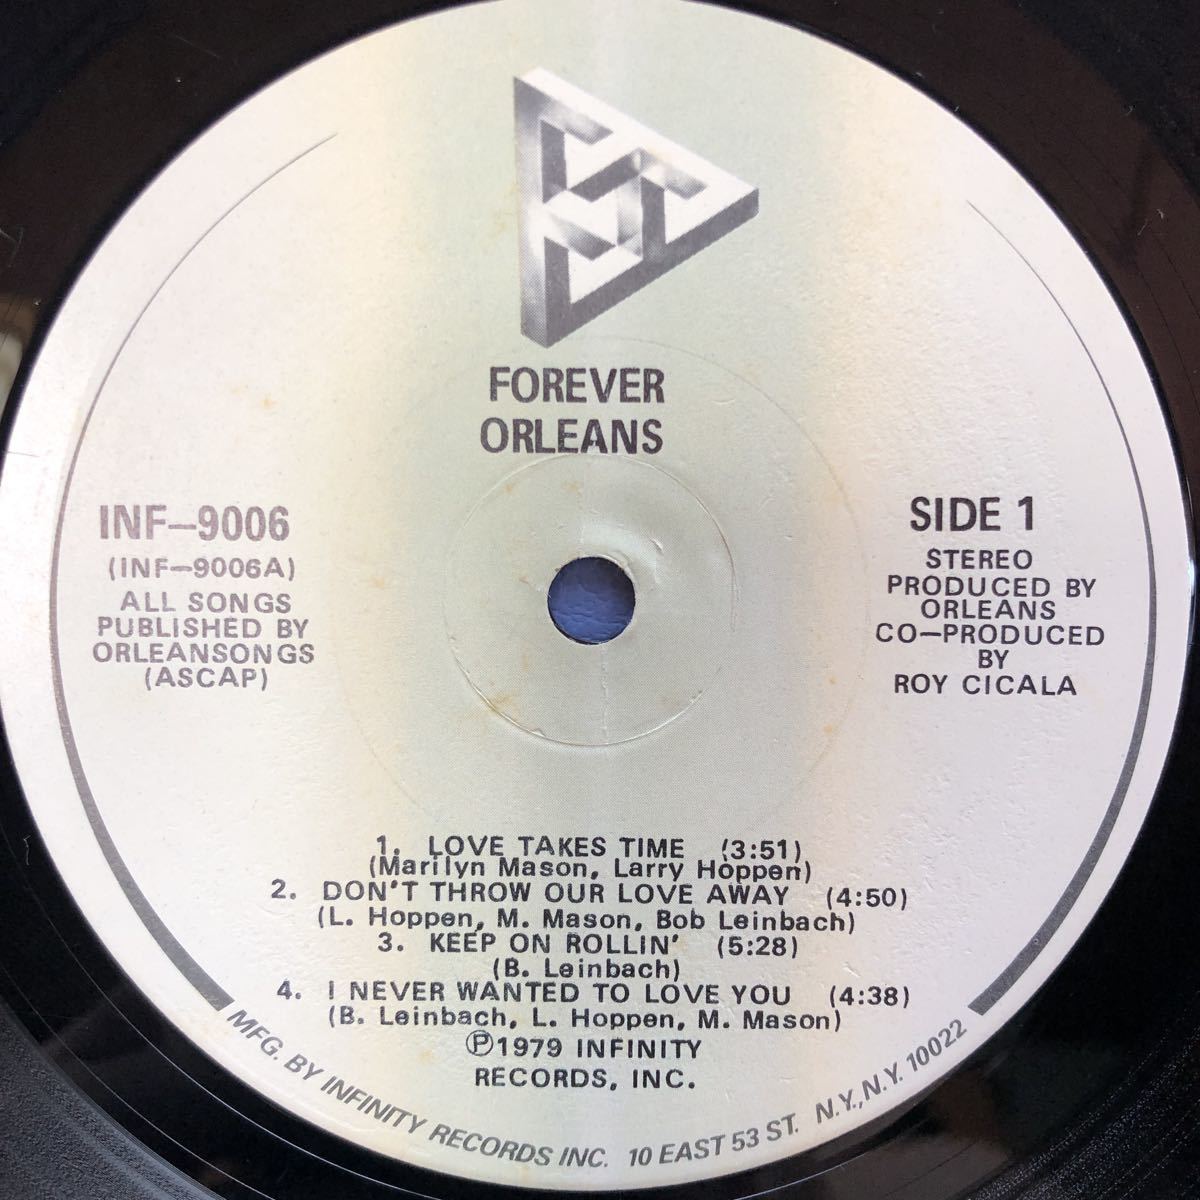 FOREVER
ORLEANS
INF–9006
(INF–9006A)
ALL SONGS
PUBLISHED BY
ORLEANSONGS
(ASCAP)
SIDE 1
STEREO
PRODUCED BY
ORLEANS
CO–PRODUCED
BY
ROY CICALA
1. LOVE TAKES TIME (3:51)
(Marilyn Mason, Larry Hoppen)
2. DON'T THROW OUR LOVE AWAY (4:50)
(L. Hoppen, M. Mason, Bob Leinbach)
3. KEEP ON ROLLIN' (5:28)
(B. Leinbach)
4. I NEVER WANTED TO LOVE YOU (4:38)
(B. Leinbach, L. Hoppen, M. Mason)
℗1979 INFINITY
RECORDS, INC.
MFG. BY INFINITY RECORDS INC. 10 EAST 53 ST. N.Y., N.Y. 10022